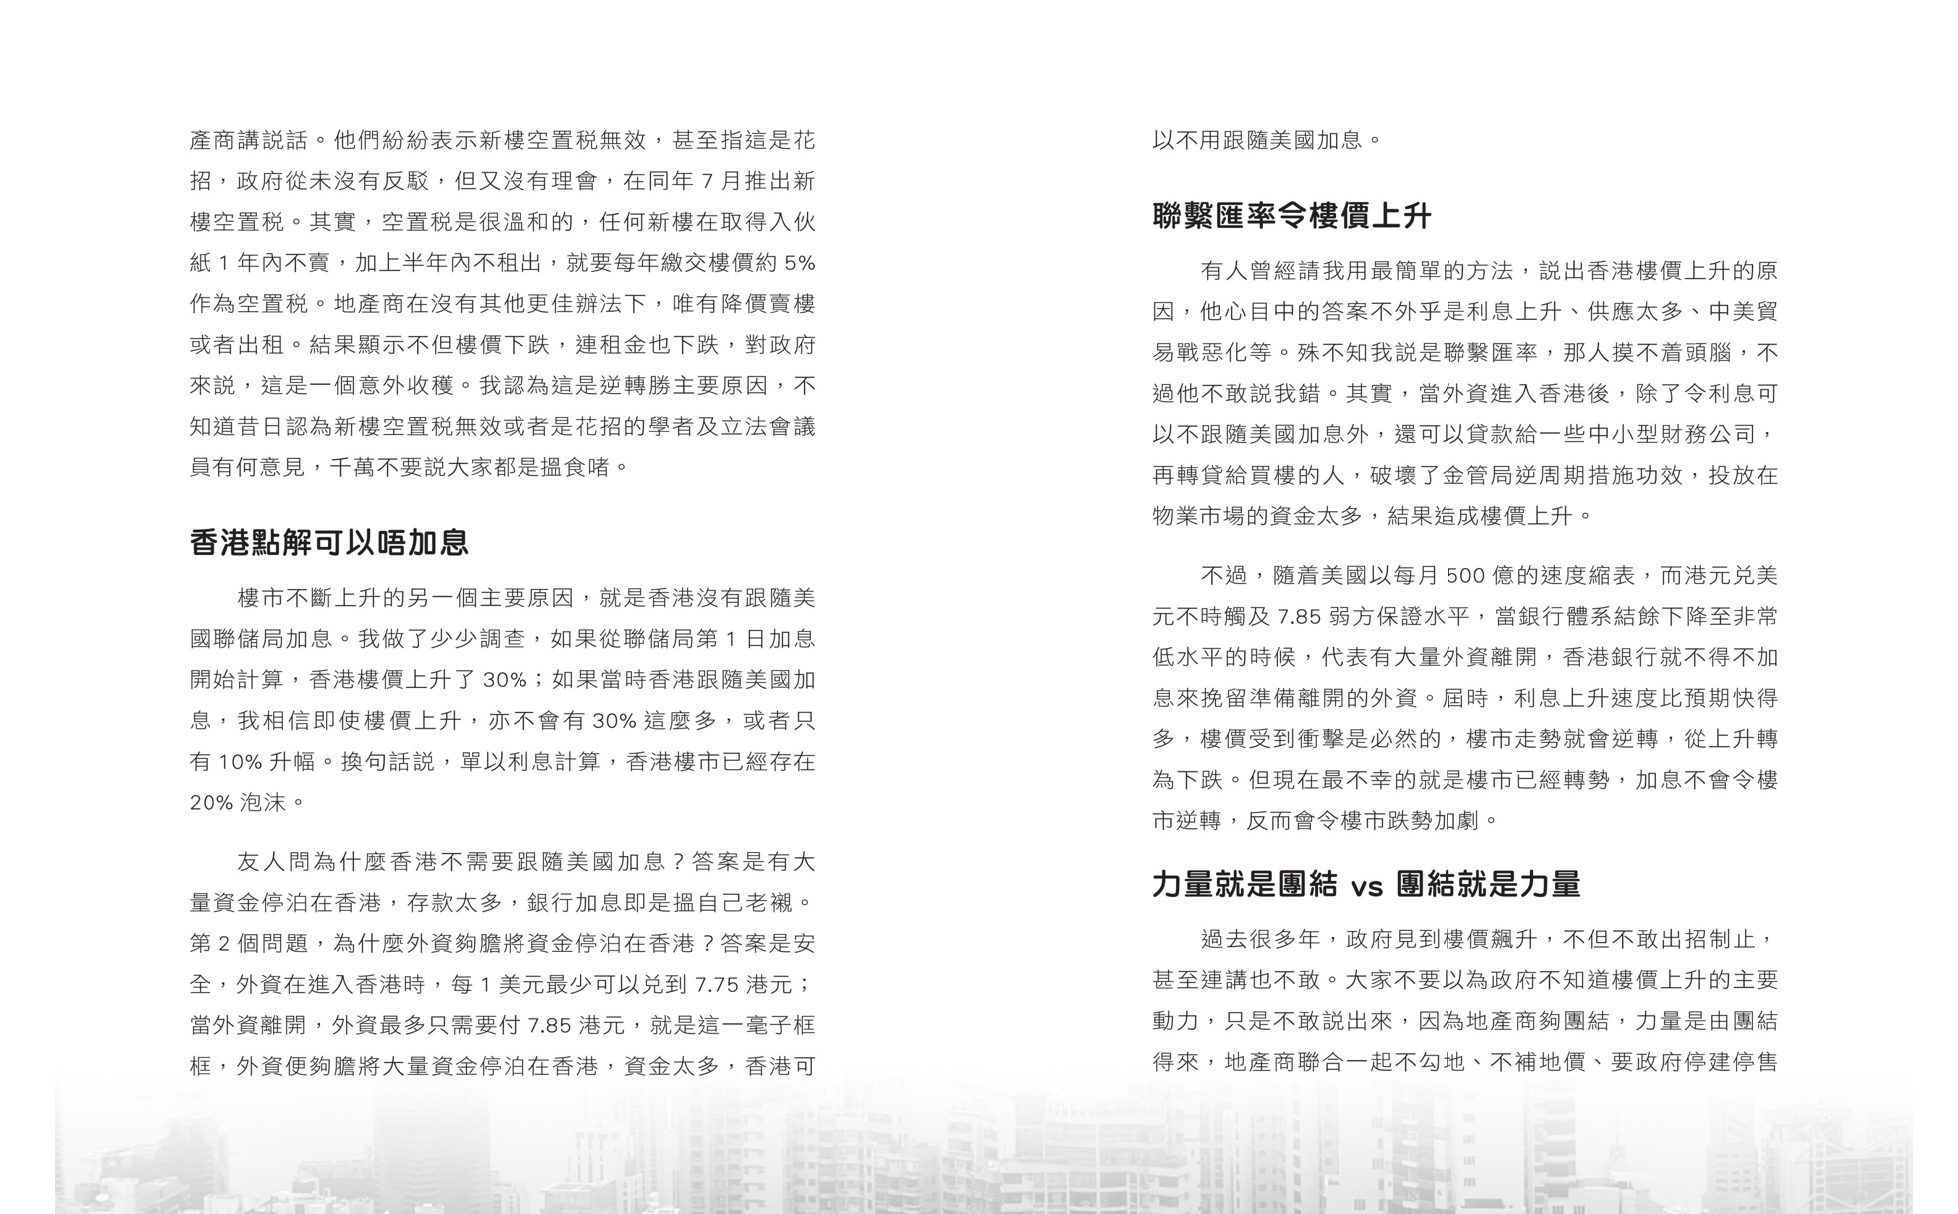 產商講説話。他們紛紛表示新樓空置税無效，甚至指這是花
招，政府從未沒有反駁，但又沒有理會，在同年 7 月推出新
樓空置税。其實，空置税是很溫和的，任何新樓在取得入伙
紙 1 年內不賣，加上半年內不租出，就要每年繳交樓價約 5%
作為空置税。地產商在沒有其他更佳辦法下，唯有降價賣樓
或者出租。結果顯示不但樓價下跌，連租金也下跌，對政府
來説，這是一個意外收穫。我認為這是逆轉勝主要原因，不
知道昔日認為新樓空置税無效或者是花招的學者及立法會議
員有何意見，千萬不要説大家都是搵食啫。
香港點解可以唔加息
樓市不斷上升的另一個主要原因，就是香港沒有跟隨美
國聯儲局加息。我做了少少調查，如果從聯儲局第 1 日加息
開始計算，香港樓價上升了 30%；如果當時香港跟隨美國加
息，我相信即使樓價上升，亦不會有 30% 這麼多，或者只
有 10% 升幅。換句話説，單以利息計算，香港樓市已經存在
20% 泡沫。
友人問為什麼香港不需要跟隨美國加息？答案是有大
量資金停泊在香港，存款太多，銀行加息即是搵自己老襯。
第 2 個問題，為什麼外資夠膽將資金停泊在香港？答案是安
全，外資在進入香港時，每 1 美元最少可以兑到 7.75 港元；
當外資離開，外資最多只需要付 7.85 港元，就是這一毫子框
框，外資便夠膽將大量資金停泊在香港，資金太多，香港可
以不用跟隨美國加息。
聯繫匯率令樓價上升
有人曾經請我用最簡單的方法，説出香港樓價上升的原
因，他心目中的答案不外乎是利息上升、供應太多、中美貿
易戰惡化等。殊不知我説是聯繫匯率，那人摸不着頭腦，不
過他不敢説我錯。其實，當外資進入香港後，除了令利息可
以不跟隨美國加息外，還可以貸款給一些中小型財務公司，
再轉貸給買樓的人，破壞了金管局逆周期措施功效，投放在
物業市場的資金太多，結果造成樓價上升。
不過，隨着美國以每月 500 億的速度縮表，而港元兑美
元不時觸及 7.85 弱方保證水平，當銀行體系結餘下降至非常
低水平的時候，代表有大量外資離開，香港銀行就不得不加
息來挽留準備離開的外資。屆時，利息上升速度比預期快得
多，樓價受到衝擊是必然的，樓市走勢就會逆轉，從上升轉
為下跌。但現在最不幸的就是樓市已經轉勢，加息不會令樓
市逆轉，反而會令樓市跌勢加劇。
力量就是團結 vs 團結就是力量
過去很多年，政府見到樓價飆升，不但不敢出招制止，
甚至連講也不敢。大家不要以為政府不知道樓價上升的主要
動力，只是不敢説出來，因為地產商夠團結，力量是由團結
得來，地產商聯合一起不勾地、不補地價、要政府停建停售